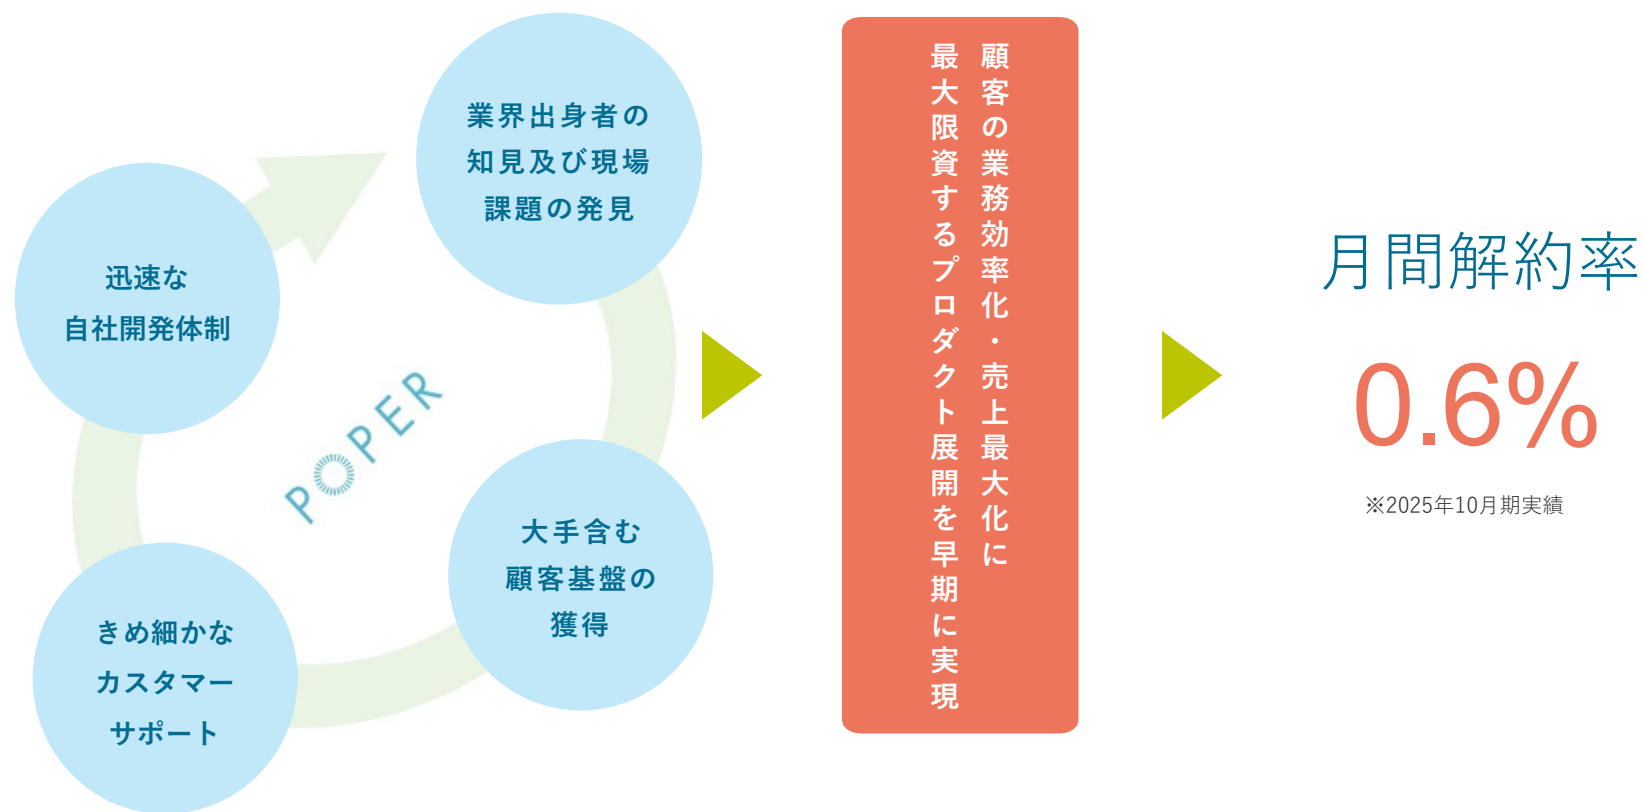 業界出身者の
知見及び現場
課題の発見
迅速な
自社開発体制
POPER
大手含む
顧客基盤の
獲得
きめ細かな
カスタマー
サポート
顧客の業務効率化・売上最大化に
最大限資するプロダクト展開を早期に実現
月間解約率
0.6%
※2025年10月期実績